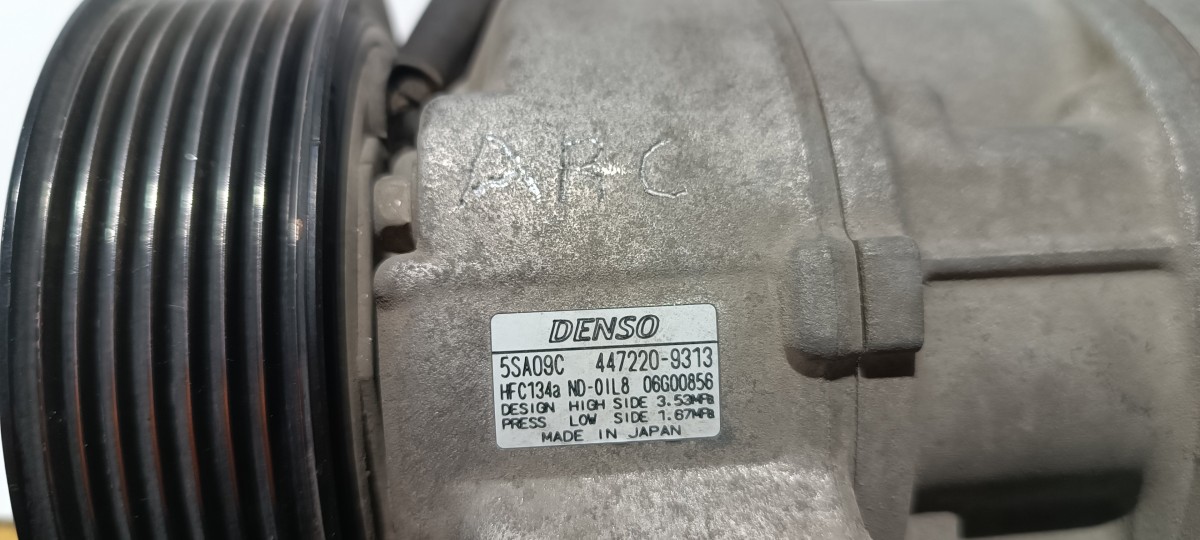 ARC
DENSO
5SA09C 447220-9313
HFC134a ND-OIL8 06G00856
DESIGN HIGH SIDE 3.53MPa
PRESS LOW SIDE 1.67MPa
MADE IN JAPAN